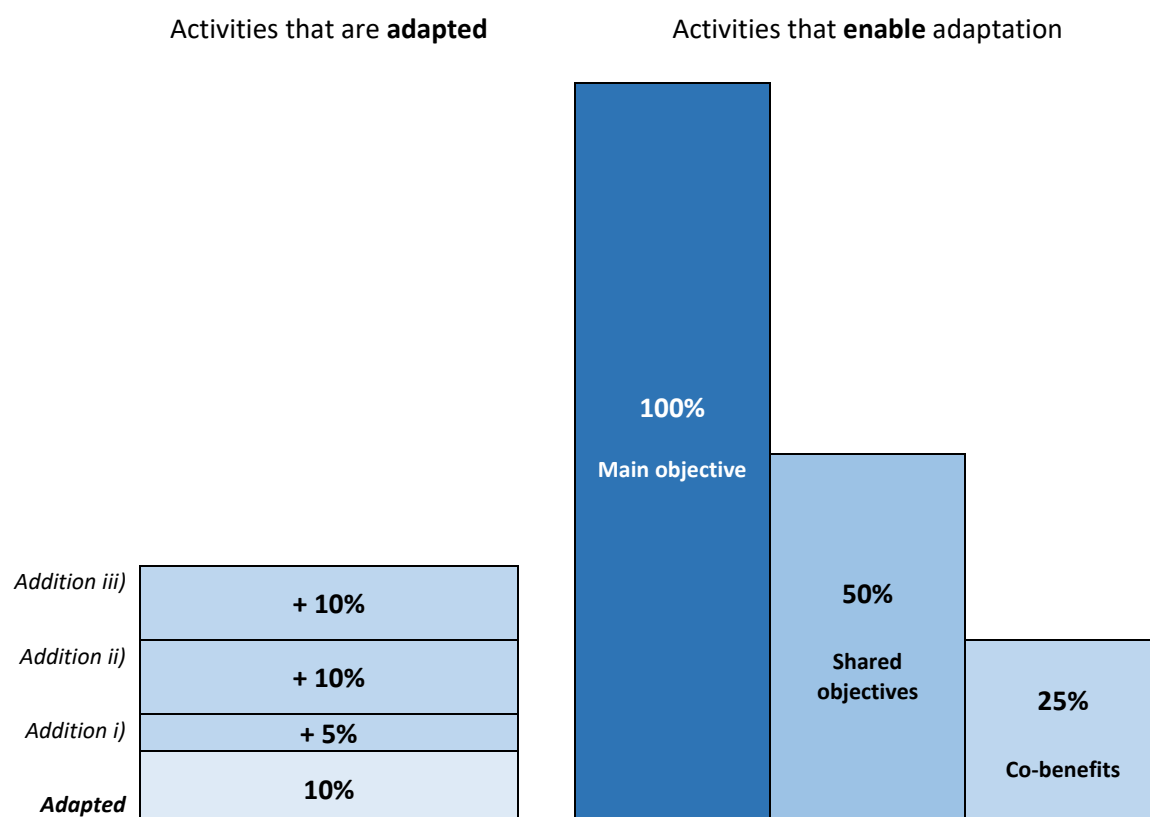 Activities that are adapted
Activities that enable adaptation
100%
Main objective
50%
Shared
objectives
25%
Co-benefits
Addition iii)
+ 10%
Addition ii)
+ 10%
Addition i)
+ 5%
Adapted
10%